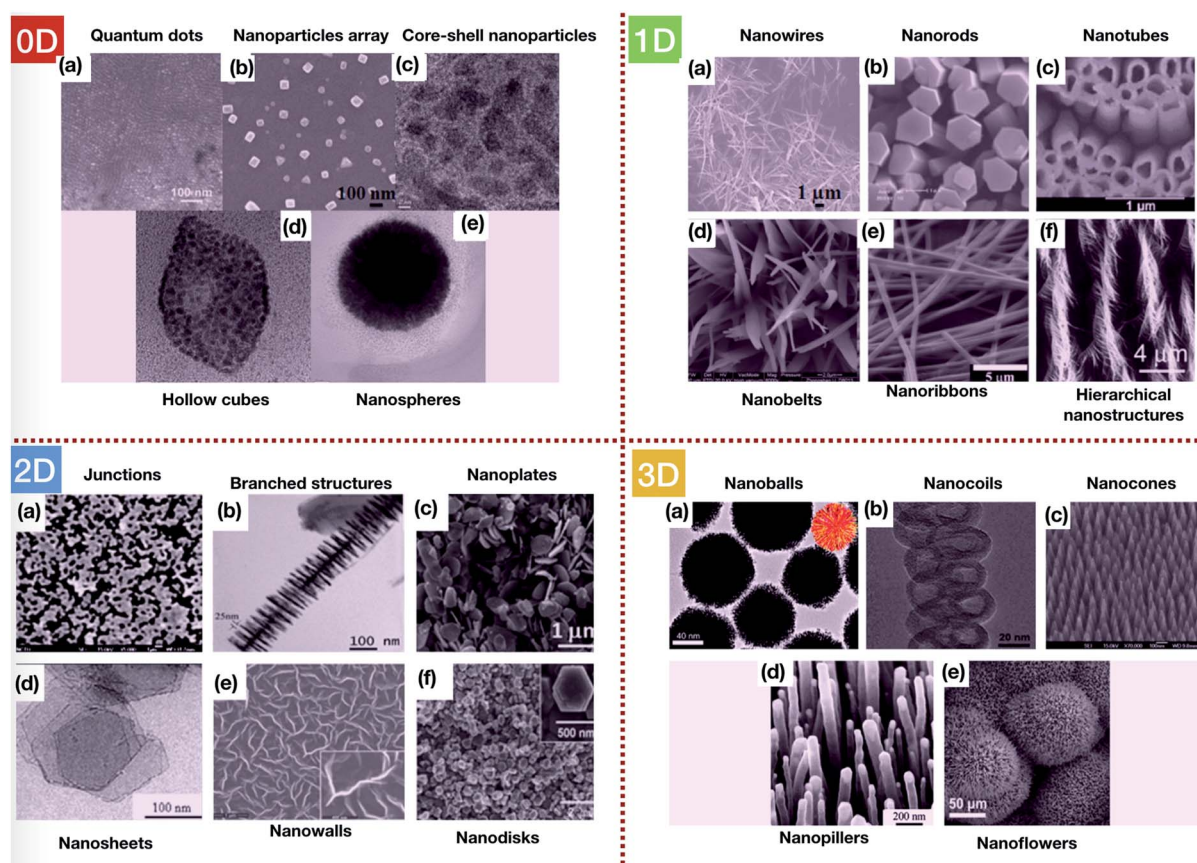 0D
Quantum dots
Nanoparticles array
Core-shell nanoparticles
(a)
(b)
(c)
100 nm
100 nm
(d)
(e)
Hollow cubes
Nanospheres
1D
Nanowires
Nanorods
Nanotubes
(a)
(b)
(c)
1 μm
1 μm
(d)
(e)
(f)
5 μm
4 μm
Nanobelts
Nanoribbons
Hierarchical
nanostructures
2D
Junctions
Branched structures
Nanoplates
(a)
(b)
(c)
25nm
100 nm
1 μm
(d)
(e)
(f)
500 nm
100 nm
Nanosheets
Nanowalls
Nanodisks
3D
Nanoballs
Nanocoils
Nanocones
(a)
(b)
(c)
40 nm
20 nm
(d)
(e)
200 nm
50 μm
Nanopillers
Nanoflowers